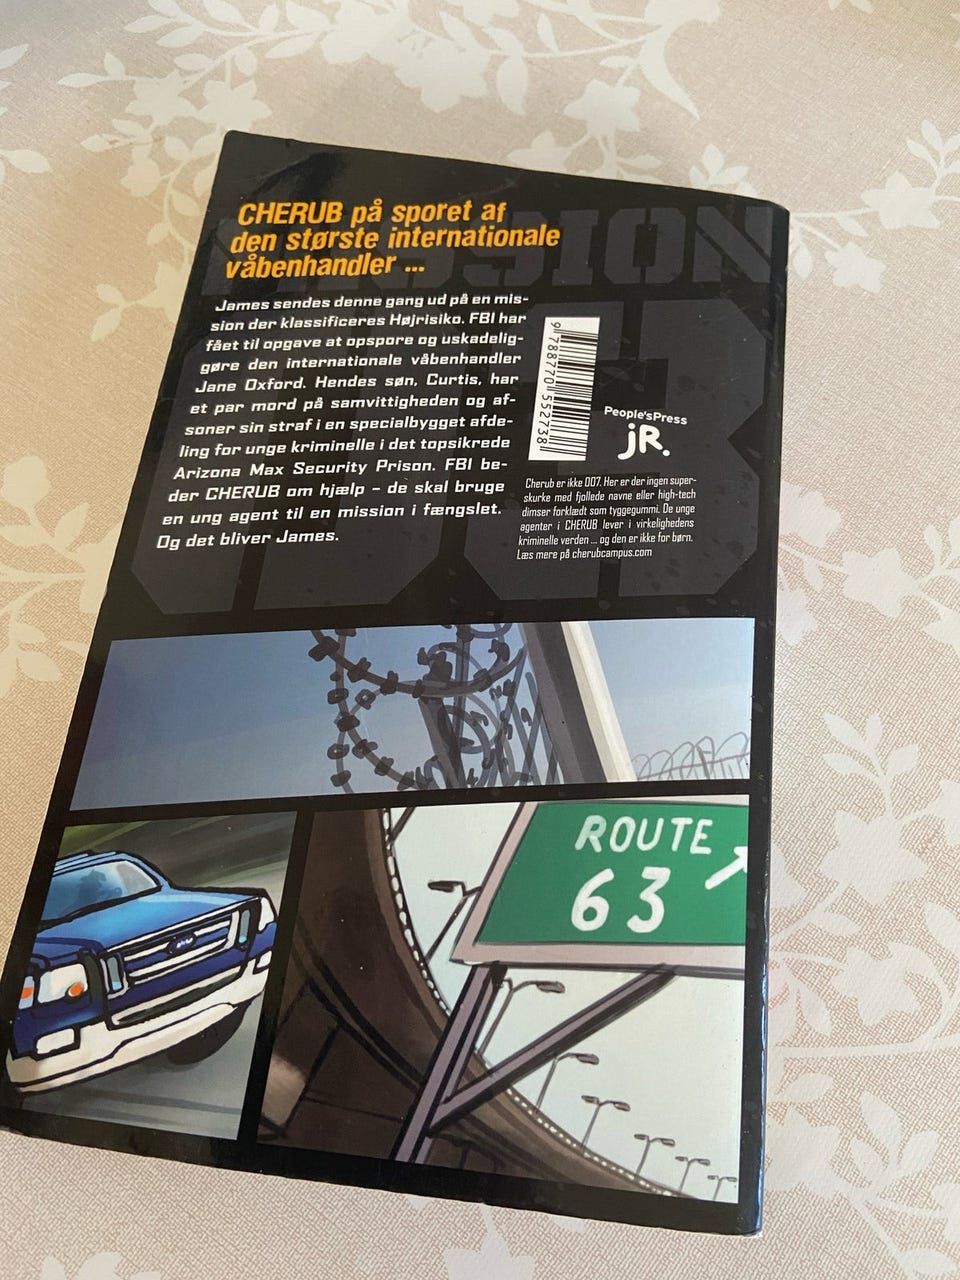 MISSION
03
CHERUB på sporet af
den største internationale
våbenhandler ...
James sendes denne gang ud på en mis-
sion der klassificeres Højrisiko. FBI har
fået til opgave at opspore og uskadelig-
gøre den internationale våbenhandler
Jane Oxford. Hendes søn, Curtis, har
et par mord på samvittigheden og af-
soner sin straf i en specialbygget afde-
ling for unge kriminelle i det topsikrede
Arizona Max Security Prison. FBI be-
der CHERUB om hjælp – de skal bruge
en ung agent til en mission i fængslet.
Og det bliver James.
9 788770 552738
People'sPress
jR.
Cherub er ikke 007. Her er der ingen super-
skurke med fjollede navne eller high-tech
dimser forklædt som tyggegummi. De unge
agenter i CHERUB lever i virkelighedens
kriminelle verden ... og den er ikke for børn.
Læs mere på cherubcampus.com
ROUTE
63